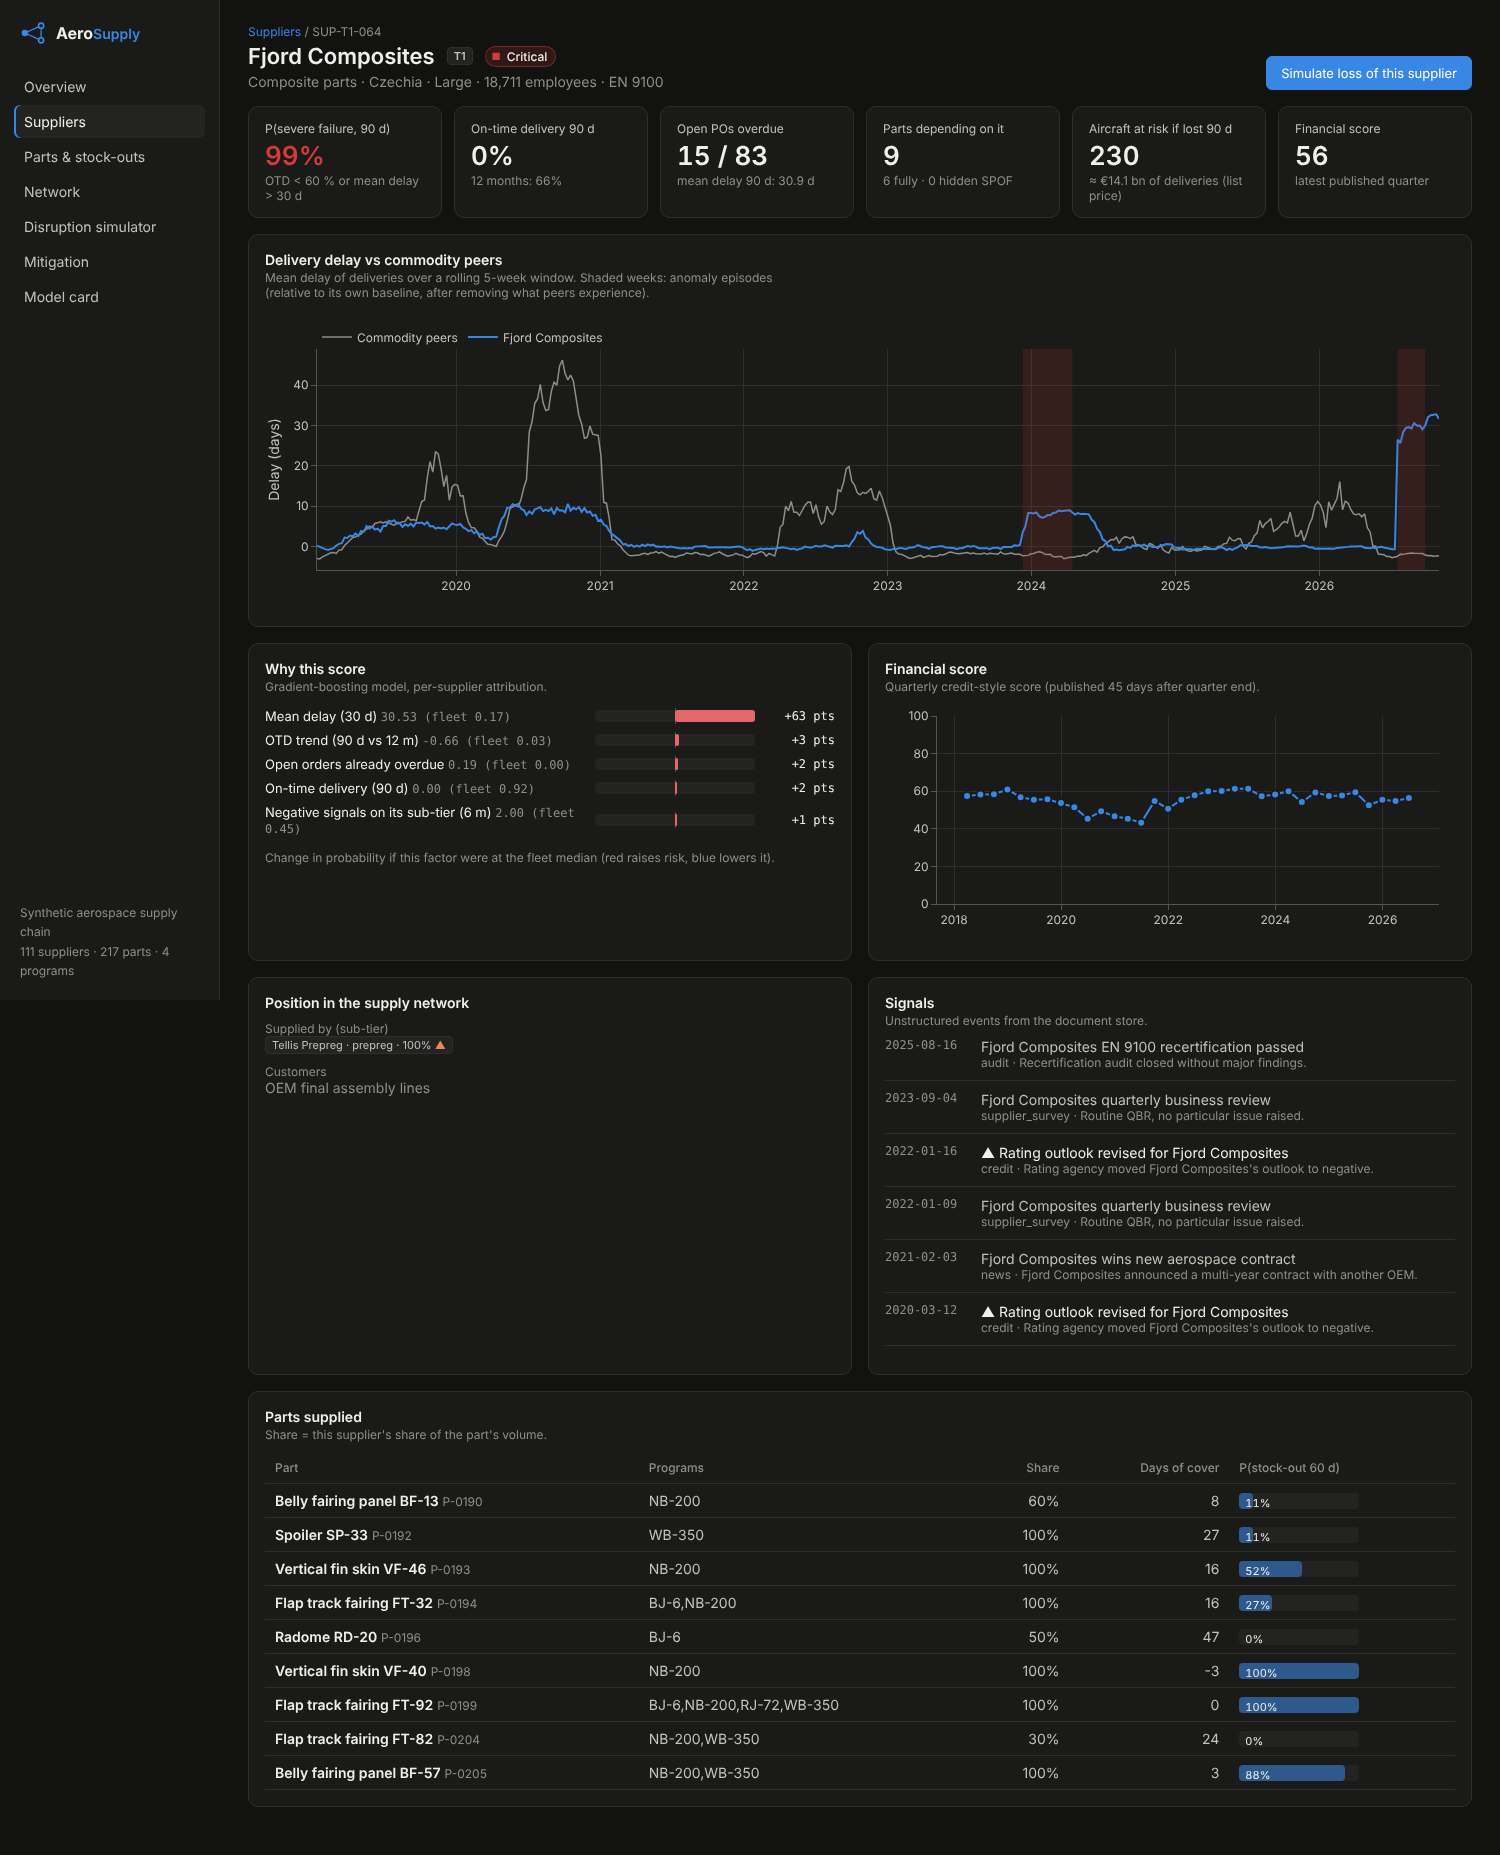 AeroSupply
Overview
Suppliers
Parts & stock-outs
Network
Disruption simulator
Mitigation
Model card
Synthetic aerospace supply
chain
111 suppliers · 217 parts · 4
programs
Suppliers / SUP-T1-064
Fjord Composites T1 Critical
Composite parts · Czechia · Large · 18,711 employees · EN 9100
Simulate loss of this supplier
P(severe failure, 90 d)
99%
OTD < 60 % or mean delay
> 30 d
On-time delivery 90 d
0%
12 months: 66%
Open POs overdue
15 / 83
mean delay 90 d: 30.9 d
Parts depending on it
9
6 fully · 0 hidden SPOF
Aircraft at risk if lost 90 d
230
≈ €14.1 bn of deliveries (list
price)
Financial score
56
latest published quarter
Delivery delay vs commodity peers
Mean delay of deliveries over a rolling 5-week window. Shaded weeks: anomaly episodes
(relative to its own baseline, after removing what peers experience).
Commodity peers Fjord Composites
Delay (days)
40
30
20
10
0
2020 2021 2022 2023 2024 2025 2026
Why this score
Gradient-boosting model, per-supplier attribution.
Mean delay (30 d) 30.53 (fleet 0.17) +63 pts
OTD trend (90 d vs 12 m) -0.66 (fleet 0.03) +3 pts
Open orders already overdue 0.19 (fleet 0.00) +2 pts
On-time delivery (90 d) 0.00 (fleet 0.92) +2 pts
Negative signals on its sub-tier (6 m) 2.00 (fleet
0.45) +1 pts
Change in probability if this factor were at the fleet median (red raises risk, blue lowers it).
Financial score
Quarterly credit-style score (published 45 days after quarter end).
100
80
60
40
20
0
2018 2020 2022 2024 2026
Position in the supply network
Supplied by (sub-tier)
Tellis Prepreg · prepreg · 100% ▲
Customers
OEM final assembly lines
Signals
Unstructured events from the document store.
2025-08-16 Fjord Composites EN 9100 recertification passed
audit · Recertification audit closed without major findings.
2023-09-04 Fjord Composites quarterly business review
supplier_survey · Routine QBR, no particular issue raised.
2022-01-16 ▲ Rating outlook revised for Fjord Composites
credit · Rating agency moved Fjord Composites's outlook to negative.
2022-01-09 Fjord Composites quarterly business review
supplier_survey · Routine QBR, no particular issue raised.
2021-02-03 Fjord Composites wins new aerospace contract
news · Fjord Composites announced a multi-year contract with another OEM.
2020-03-12 ▲ Rating outlook revised for Fjord Composites
credit · Rating agency moved Fjord Composites's outlook to negative.
Parts supplied
Share = this supplier's share of the part's volume.
Part Programs Share Days of cover P(stock-out 60 d)
Belly fairing panel BF-13 P-0190 NB-200 60% 8 11%
Spoiler SP-33 P-0192 WB-350 100% 27 11%
Vertical fin skin VF-46 P-0193 NB-200 100% 16 52%
Flap track fairing FT-32 P-0194 BJ-6,NB-200 100% 16 27%
Radome RD-20 P-0196 BJ-6 50% 47 0%
Vertical fin skin VF-40 P-0198 NB-200 100% -3 100%
Flap track fairing FT-92 P-0199 BJ-6,NB-200,RJ-72,WB-350 100% 0 100%
Flap track fairing FT-82 P-0204 NB-200,WB-350 30% 24 0%
Belly fairing panel BF-57 P-0205 NB-200,WB-350 100% 3 88%